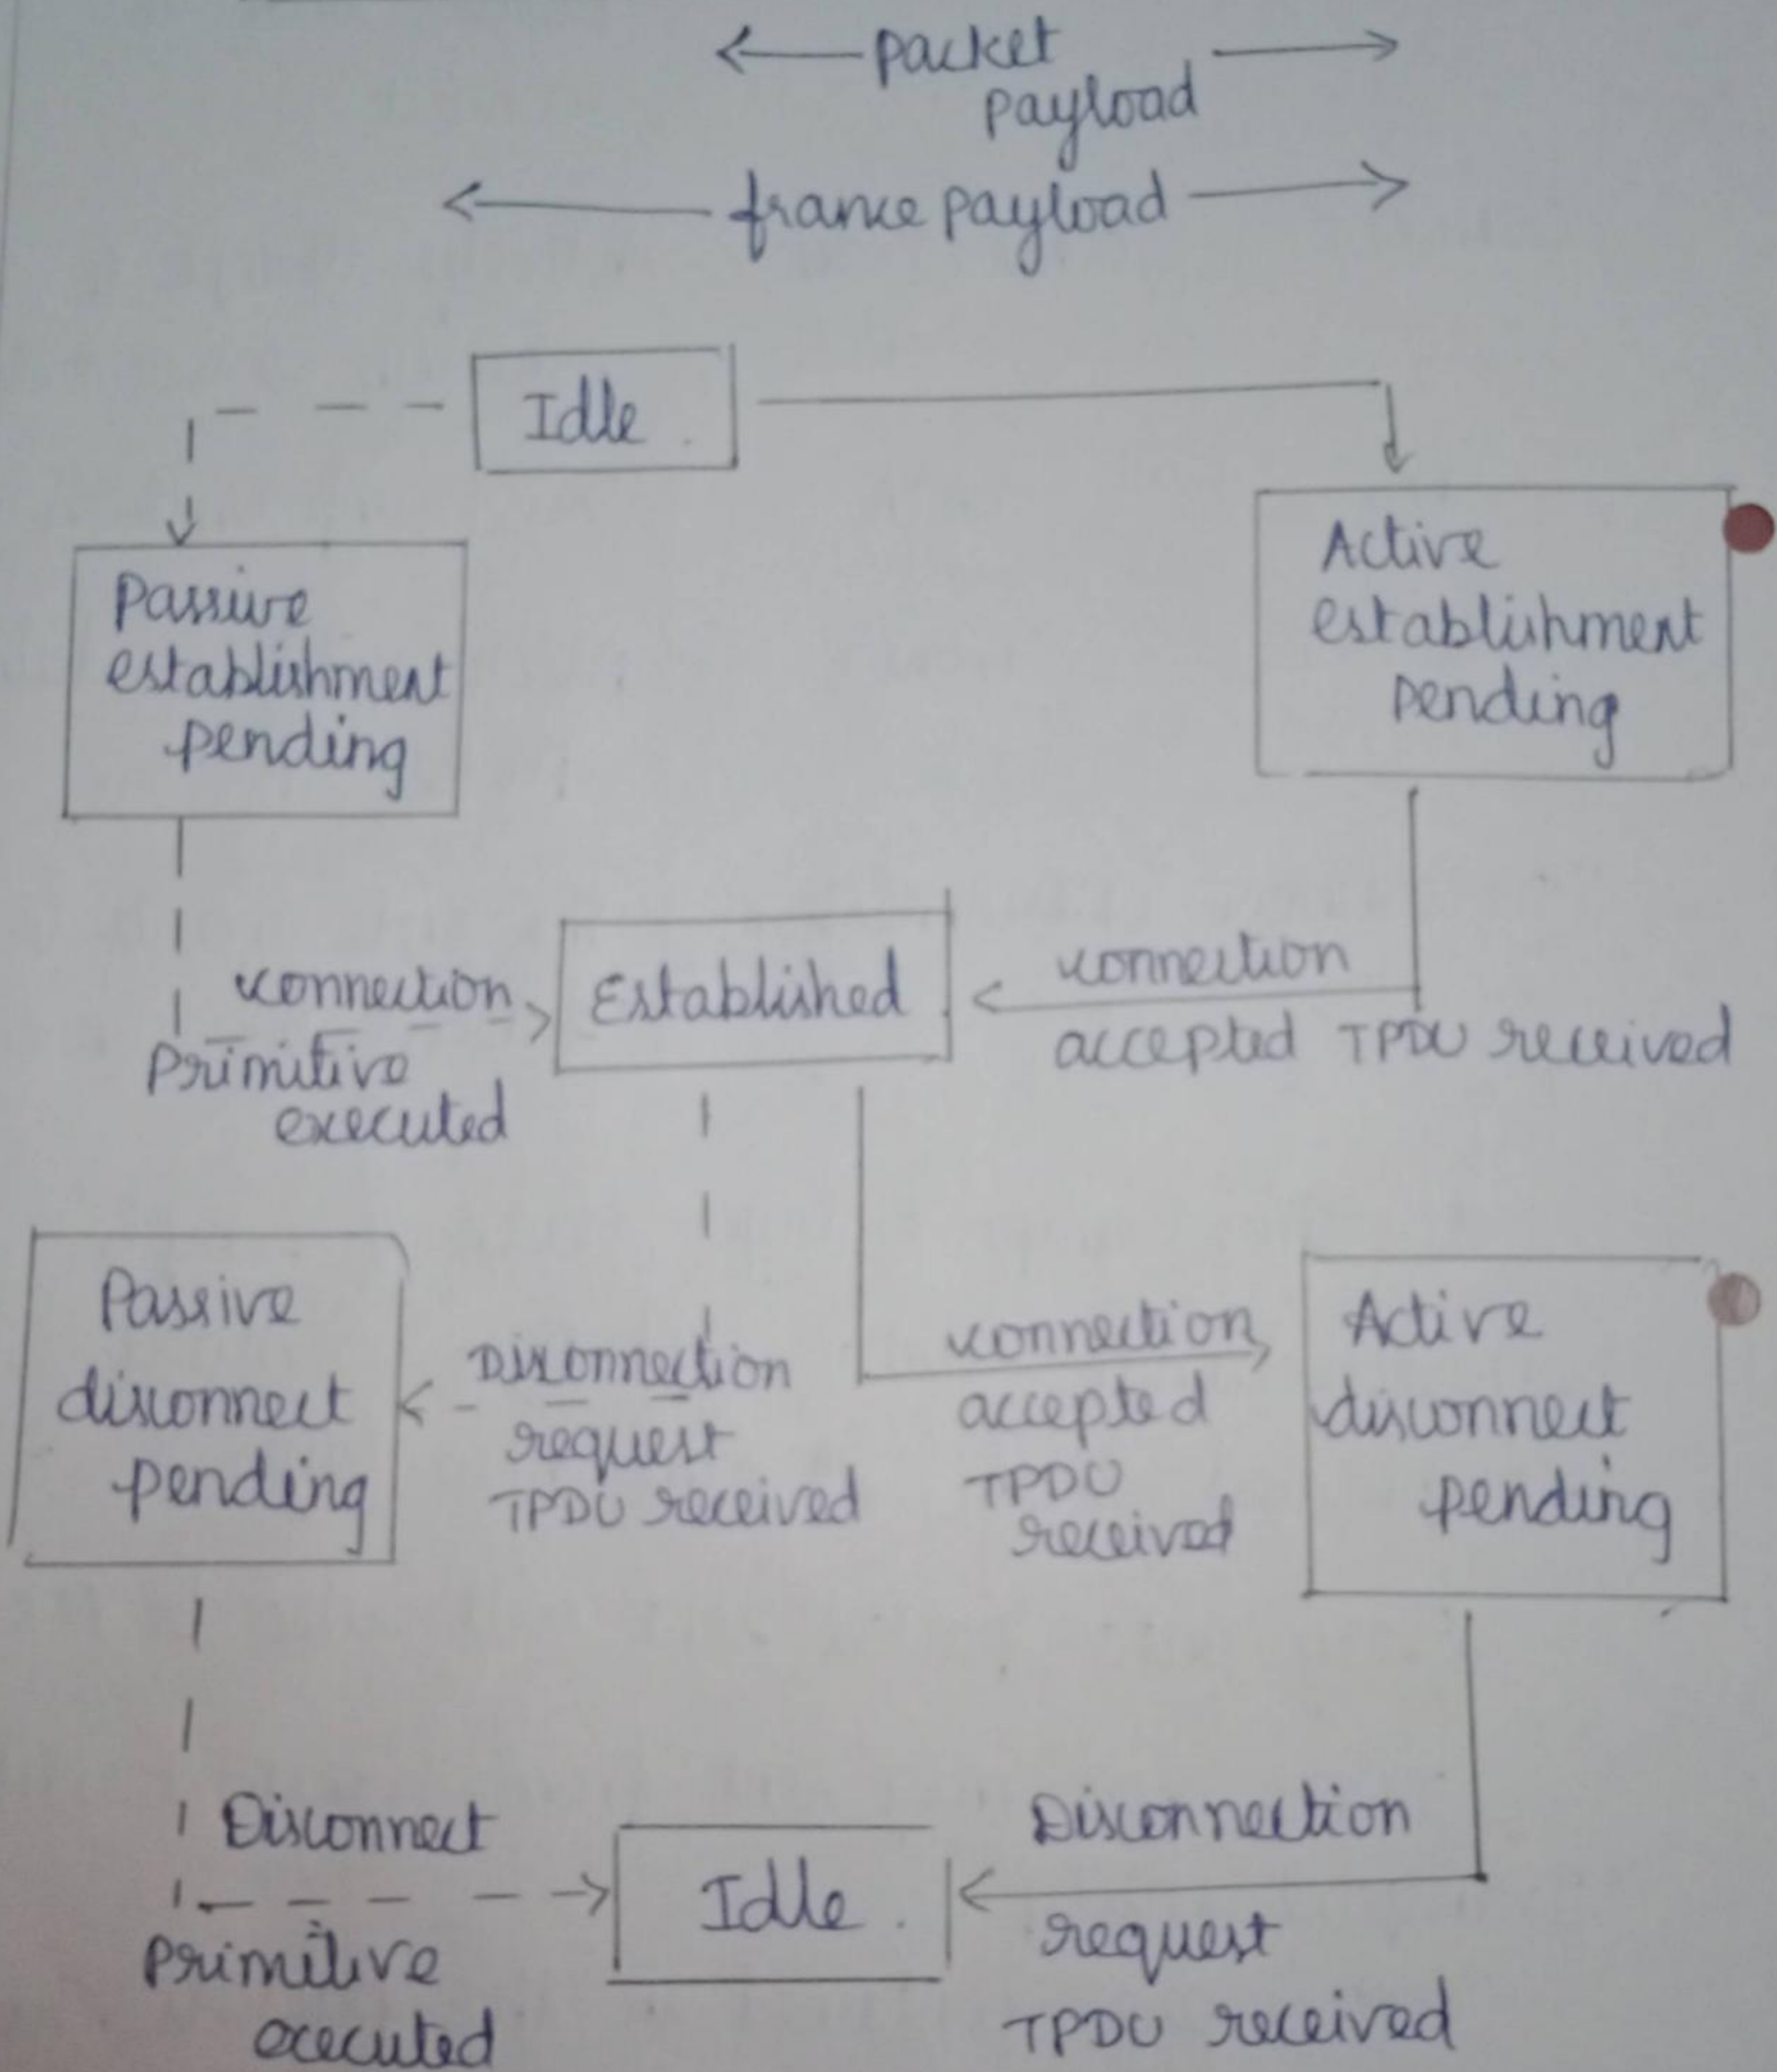 packet
payload
france payload
Idle
Active
establishment
pending
Passive
establishment
pending
connection
Primitive
executed
Established
connection
accepted TPDU received
Passive
disconnect
pending
Disconnection
request
TPDU received
connection
accepted
TPDU
received
Active
disconnect
pending
Disconnect
Primitive
executed
Idle
Disconnection
request
TPDU received